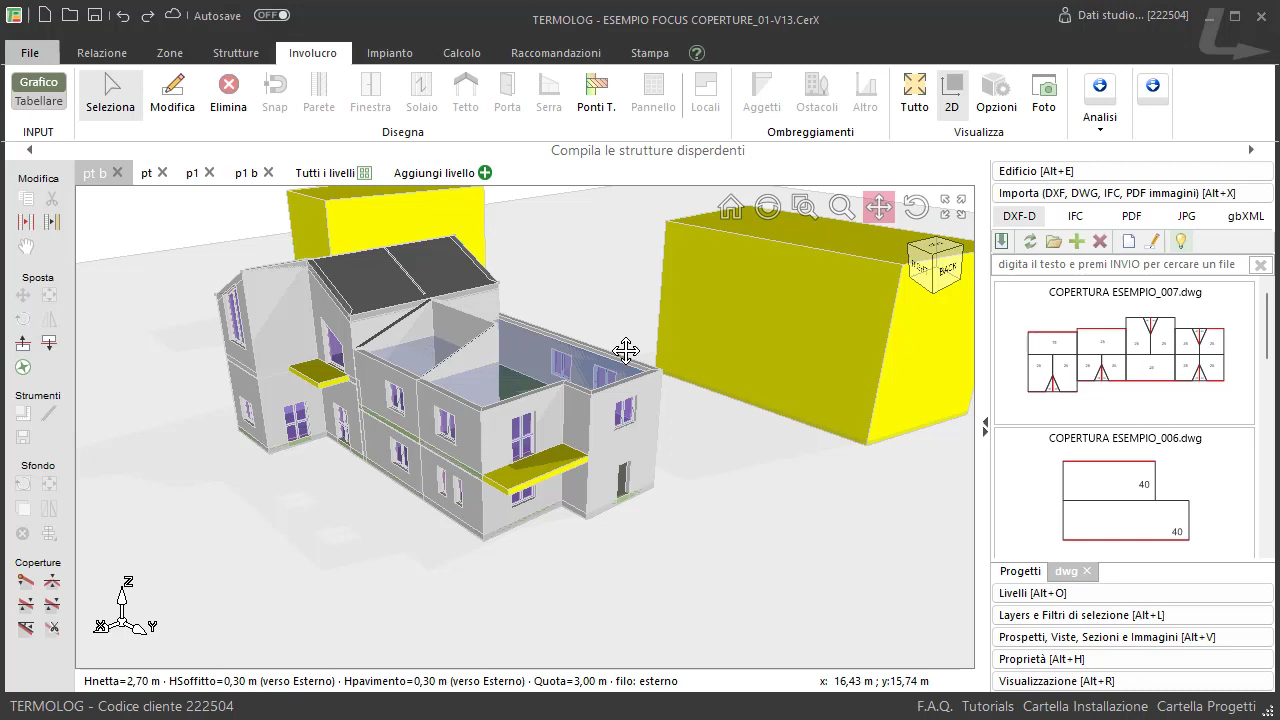 Autosave OFF TERMOLOG - ESEMPIO FOCUS COPERTURE_01-V13.CerX Dati studio... [222504]
File Relazione Zone Strutture Involucro Impianto Calcolo Raccomandazioni Stampa ?
Grafico
Tabellare
INPUT
Seleziona Modifica Elimina Snap Parete Finestra Solaio Tetto Porta Serra Ponti T. Pannello Locali Aggetti Ostacoli Altro Tutto 2D Opzioni Foto Analisi
Disegna Ombreggiamenti Visualizza
Compila le strutture disperdenti
pt b pt p1 p1 b Tutti i livelli Aggiungi livello
Modifica
Sposta
Strumenti
Sfondo
Coperture
BACK
Z
X Y
Edificio [Alt+E]
Importa (DXF, DWG, IFC, PDF immagini) [Alt+X]
DXF-D IFC PDF JPG gbXML
digita il testo e premi INVIO per cercare un file
COPERTURA ESEMPIO_007.dwg
COPERTURA ESEMPIO_006.dwg
40
40
Progetti dwg
Livelli [Alt+O]
Layers e Filtri di selezione [Alt+L]
Prospetti, Viste, Sezioni e Immagini [Alt+V]
Proprietà [Alt+H]
Visualizzazione [Alt+R]
Hnetta=2,70 m - HSoffitto=0,30 m (verso Esterno) - Hpavimento=0,30 m (verso Esterno) - Quota=3,00 m - filo: esterno x: 16,43 m ; y:15,74 m
TERMOLOG - Codice cliente 222504 F.A.Q. Tutorials Cartella Installazione Cartella Progetti